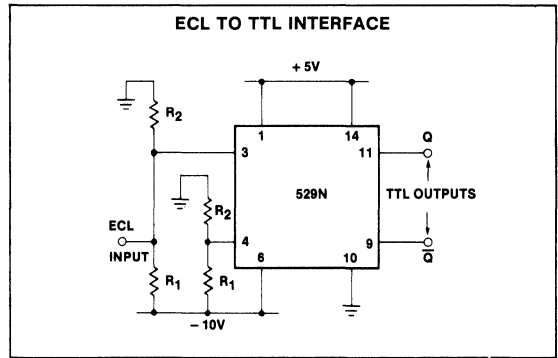 ECL TO TTL INTERFACE
+ 5V
R2
1
14
3
11
Q
529N
TTL OUTPUTS
R2
ECL
INPUT
4
9
Q̅
R1
R1
6
10
– 10V